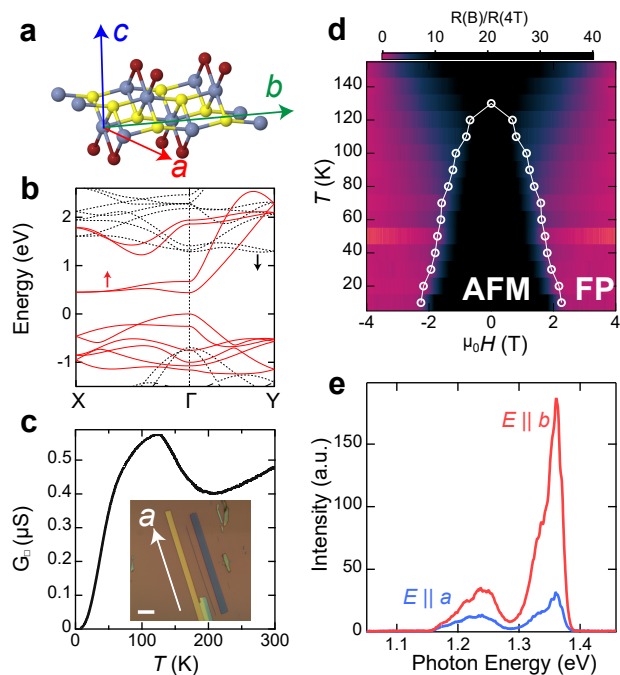 a
c
b
a
b
Energy (eV)
2
1
0
-1
X
Γ
Y
c
G□ (μS)
0.5
0.4
0.3
0.2
0.1
0
a
0
100
200
300
T (K)
d
R(B)/R(4T)
0
10
20
30
40
T (K)
140
120
100
80
60
40
20
AFM
FP
-4
-2
0
2
4
μ0H (T)
e
Intensity (a.u.)
150
100
50
0
E || b
E || a
1.1
1.2
1.3
1.4
Photon Energy (eV)